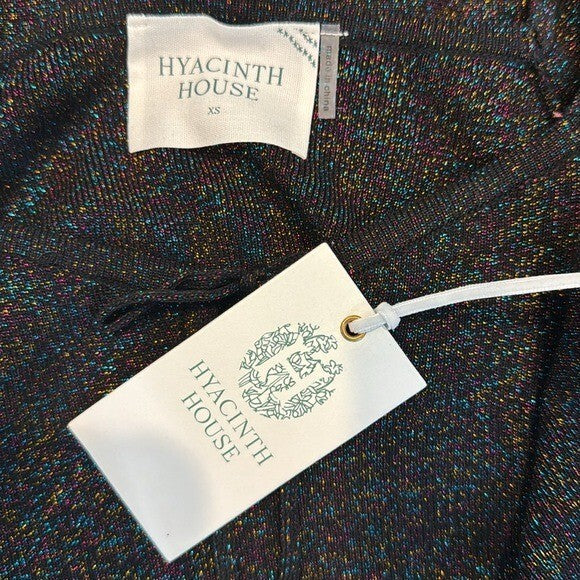 HYACINTH
HOUSE
XS
made in china
HYACINTH
HOUSE